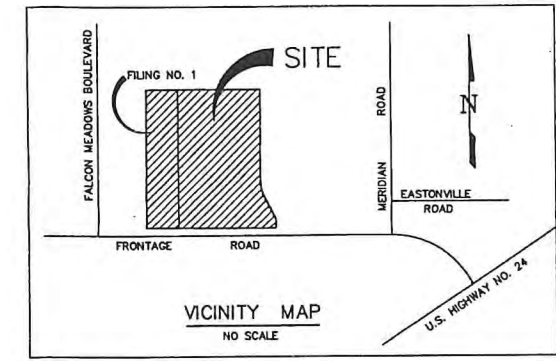 SITE
FILING NO. 1
FALCON MEADOWS BOULEVARD
MERIDIAN ROAD
N
EASTONVILLE
ROAD
FRONTAGE ROAD
U.S. HIGHWAY NO. 24
VICINITY MAP
NO SCALE